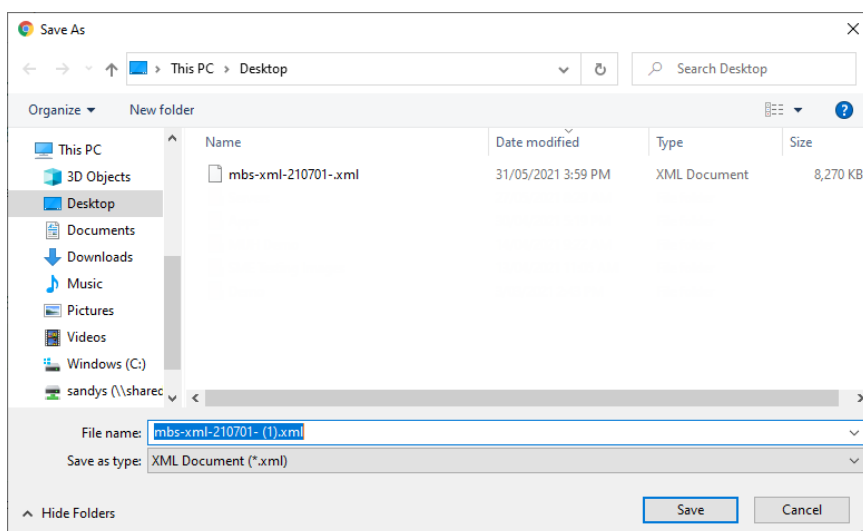 Save As
This PC > Desktop
Search Desktop
Organize
New folder
Name
Date modified
Type
Size
mbs-xml-210701-.xml
31/05/2021 3:59 PM
XML Document
8,270 KB
This PC
3D Objects
Desktop
Documents
Downloads
Music
Pictures
Videos
Windows (C:)
sandys (\\shared
File name: mbs-xml-210701- (1).xml
Save as type: XML Document (*.xml)
Hide Folders
Save
Cancel